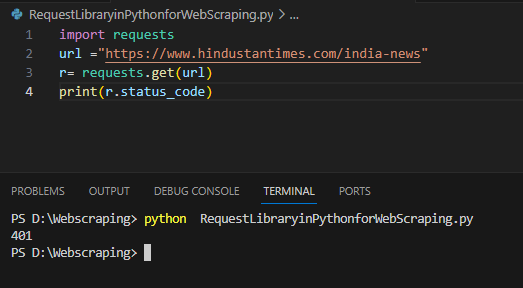 RequestLibraryinPythonforWebScraping.py > ...
1 import requests
2 url ="https://www.hindustantimes.com/india-news"
3 r= requests.get(url)
4 print(r.status_code)
PROBLEMS OUTPUT DEBUG CONSOLE TERMINAL PORTS
PS D:\Webscraping> python  RequestLibraryinPythonforWebScraping.py
401
PS D:\Webscraping>